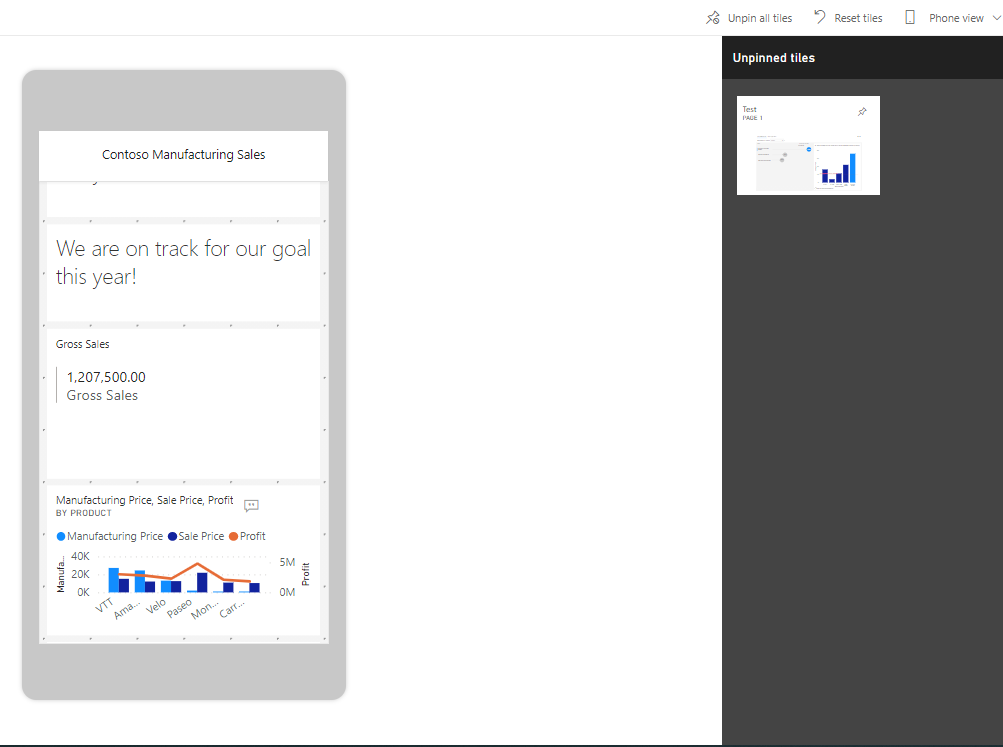 Unpin all tiles
Reset tiles
Phone view
Unpinned tiles
Test
PAGE 1
Contoso Manufacturing Sales
We are on track for our goal
this year!
Gross Sales
1,207,500.00
Gross Sales
Manufacturing Price, Sale Price, Profit
BY PRODUCT
Manufacturing Price Sale Price Profit
Manufa...
40K
20K
0K
5M
0M
Profit
VTT
Ama...
Velo
Paseo
Mon...
Carr...